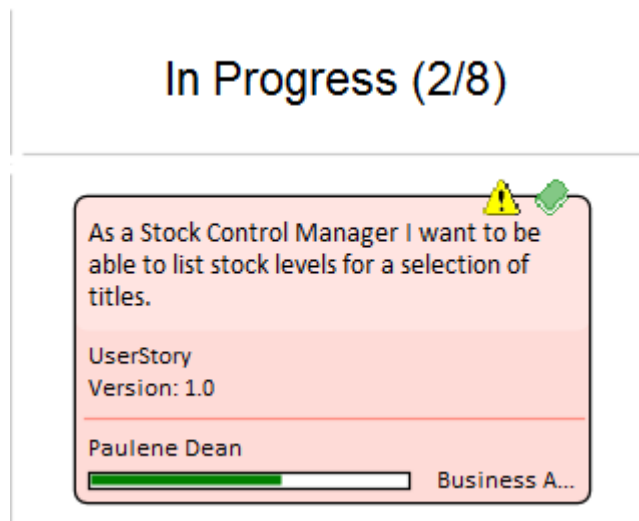 In Progress (2/8)
As a Stock Control Manager I want to be
able to list stock levels for a selection of
titles.
UserStory
Version: 1.0
Paulene Dean
Business A...